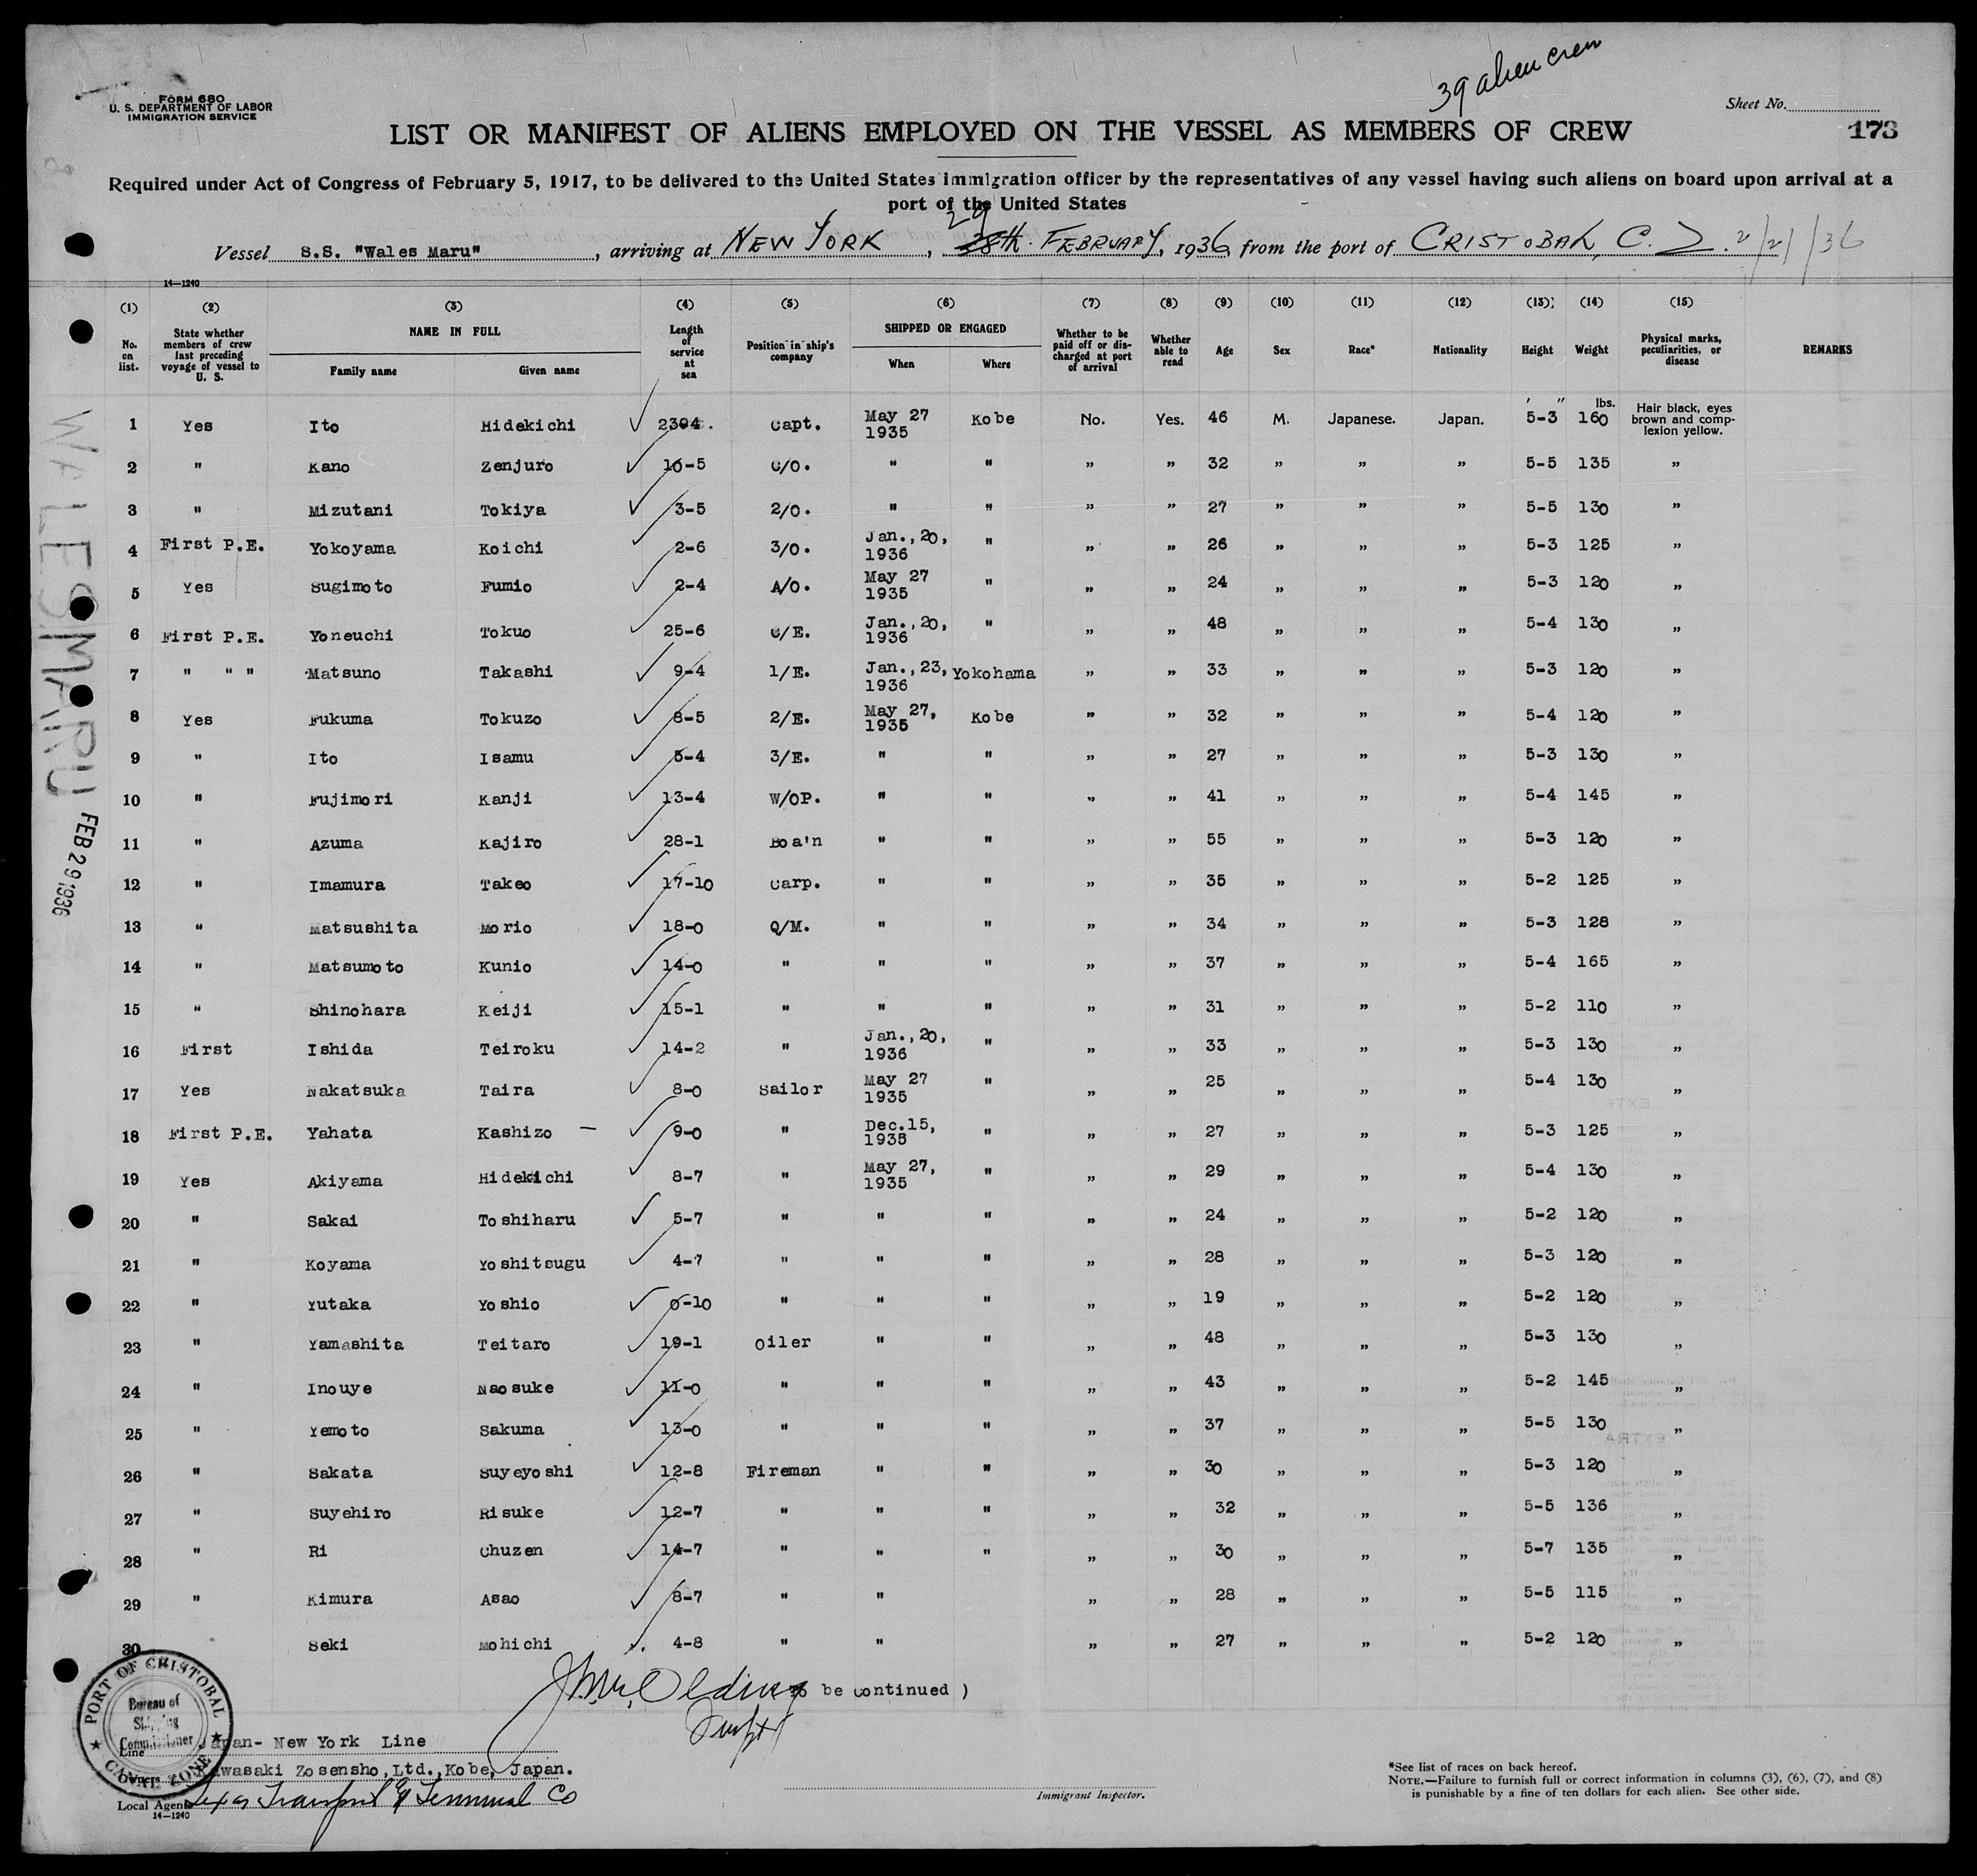 39 alien crew
FORM 680
U. S. DEPARTMENT OF LABOR
IMMIGRATION SERVICE
Sheet No.
LIST OR MANIFEST OF ALIENS EMPLOYED ON THE VESSEL AS MEMBERS OF CREW
173
Required under Act of Congress of February 5, 1917, to be delivered to the United States immigration officer by the representatives of any vessel having such aliens on board upon arrival at a
port of the United States
29
Vessel S.S. "Wales Maru", arriving at NEW YORK, 28th. FEBRUARY, 1936, from the port of CRISTOBAL, C. Z. 2/21/36
14—1240
(1) (2) (3) (4) (5) (6) (7) (8) (9) (10) (11) (12) (13) (14) (15)
No. on list. State whether members of crew last preceding voyage of vessel to U. S. NAME IN FULL Family name Given name Length of service at sea Position in ship's company SHIPPED OR ENGAGED When Where Whether to be paid off or discharged at port of arrival Whether able to read Age Sex Race* Nationality Height Weight Physical marks, peculiarities, or disease REMARKS
1 Yes Ito Hidekichi ✓ Capt. May 27 1935 Kobe No. Yes. 46 M. Japanese. Japan. 5'-3" 160 lbs. Hair black, eyes brown and complexion yellow.
2 " Kano Zenjuro ✓ 10-5 C/O. " " " " 32 " " " 5-5 135 "
3 " Mizutani Tokiya ✓ 3-5 2/O. " " " " 27 " " " 5-5 130 "
4 First P.E. Yokoyama Koichi ✓ 2-6 3/O. Jan.,20, 1936 " " " 26 " " " 5-3 125 "
5 Yes Sugimoto Fumio ✓ 2-4 A/O. May 27 1935 " " " 24 " " " 5-3 120 "
6 First P.E. Yoneuchi Tokuo ✓ 25-6 C/E. Jan.,20, 1936 " " " 48 " " " 5-4 130 "
7 " " " Matsuno Takashi ✓ 9-4 1/E. Jan.,23, 1936 Yokohama " " 33 " " " 5-3 120 "
8 Yes Fukuma Tokuzo ✓ 8-5 2/E. May 27, 1935 Kobe " " 32 " " " 5-4 120 "
9 " Ito Isamu ✓ 5-4 3/E. " " " " 27 " " " 5-3 130 "
10 " Fujimori Kanji ✓ 13-4 W/OP. " " " " 41 " " " 5-4 145 "
11 " Azuma Kajiro ✓ 28-1 Boa'n " " " " 55 " " " 5-3 120 "
12 " Imamura Takeo ✓ 17-10 Carp. " " " " 35 " " " 5-2 125 "
13 " Matsushita Morio ✓ 18-0 Q/M. " " " " 34 " " " 5-3 128 "
14 " Matsumoto Kunio ✓ 14-0 " " " " " 37 " " " 5-4 165 "
15 " Shinohara Keiji ✓ 15-1 " " " " " 31 " " " 5-2 110 "
16 First Ishida Teiroku ✓ 14-2 " Jan.,20, 1936 " " " 33 " " " 5-3 130 "
17 Yes Nakatsuka Taira ✓ 8-0 Sailor May 27 1935 " " " 25 " " " 5-4 130 "
18 First P.E. Yahata Kashizo — ✓ 9-0 " Dec.15, 1935 " " " 27 " " " 5-3 125 "
19 Yes Akiyama Hidekichi ✓ 8-7 " May 27, 1935 " " " 29 " " " 5-4 130 "
20 " Sakai Toshiharu ✓ 5-7 " " " " " 24 " " " 5-2 120 "
21 " Koyama Yoshitsugu ✓ 4-7 " " " " " 28 " " " 5-3 120 "
22 " Yutaka Yoshio ✓ 0-10 " " " " " 19 " " " 5-2 120 "
23 " Yamashita Teitaro ✓ 19-1 Oiler " " " " 48 " " " 5-3 130 "
24 " Inouye Naosuke ✓ 11-0 " " " " " 43 " " " 5-2 145 "
25 " Yemoto Sakuma ✓ 13-0 " " " " " 37 " " " 5-5 130 "
26 " Sakata Suyeyoshi ✓ 12-8 Fireman " " " " 30 " " " 5-3 120 "
27 " Suyehiro Risuke ✓ 12-7 " " " " " 32 " " " 5-5 136 "
28 " Ri Chuzen ✓ 14-7 " " " " " 30 " " " 5-7 135 "
29 " Kimura Asao ✓ 8-7 " " " " 28 " " " 5-5 115 "
30 Seki Mohichi ✓ 4-8 " " " " 27 " " " 5-2 120 "
be continued )
WALES MARU
FEB 29 1936
PORT OF CRISTOBAL
Bureau of
Shipping
Commissioner
CANAL ZONE
Line Japan- New York Line
Owners Kawasaki Zosensho,Ltd.,Kobe, Japan.
Local Agents Texas Transport & Terminal Co
14—1240
Immigrant Inspector.
*See list of races on back hereof.
NOTE.—Failure to furnish full or correct information in columns (3), (6), (7), and (8)
is punishable by a fine of ten dollars for each alien. See other side.